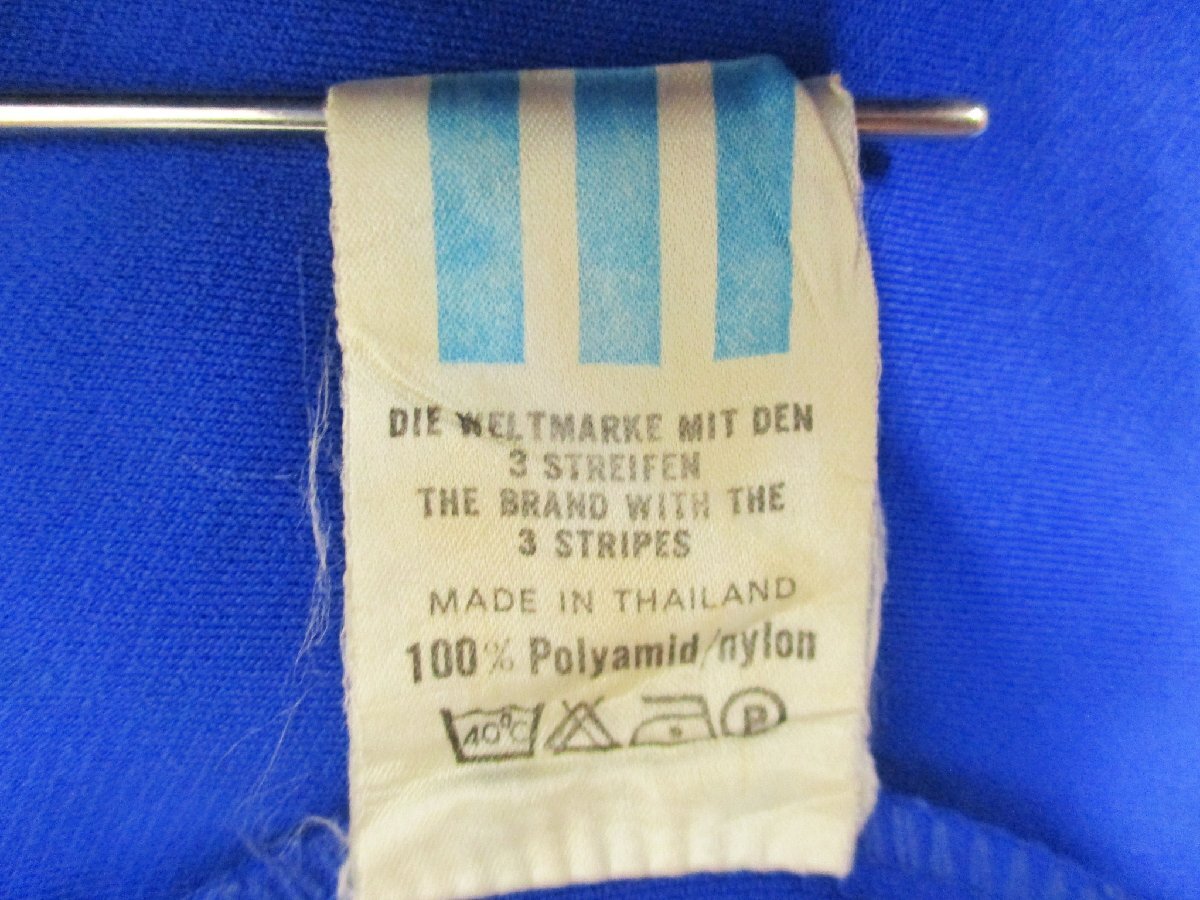 DIE WELTMARKE MIT DEN
3 STREIFEN
THE BRAND WITH THE
3 STRIPES
MADE IN THAILAND
100% Polyamid/nylon
40°C P